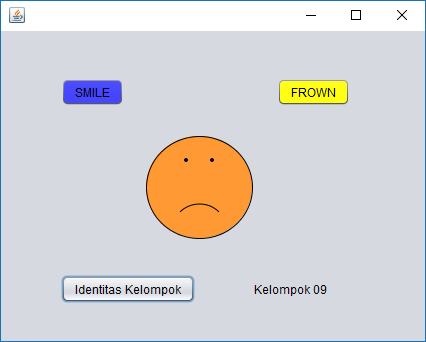 SMILE
FROWN
Identitas Kelompok
Kelompok 09